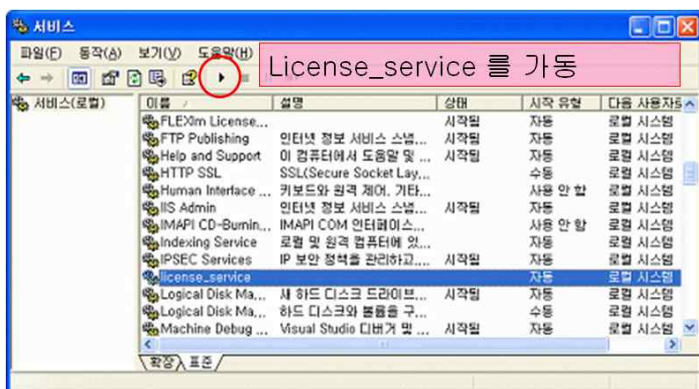 서비스
파일(F) 동작(A) 보기(V) 도움말(H)
License_service 를 가동
서비스(로컬)
이름 / 설명 상태 시작 유형 다음 사용자로
FLEXlm License... 시작됨 자동 로컬 시스템
FTP Publishing 인터넷 정보 서비스 스냅... 시작됨 자동 로컬 시스템
Help and Support 이 컴퓨터에서 도움말 및 ... 시작됨 자동 로컬 시스템
HTTP SSL SSL(Secure Socket Lay... 수동 로컬 시스템
Human Interface ... 키보드와 원격 제어, 기타... 사용 안 함 로컬 시스템
IIS Admin 인터넷 정보 서비스 스냅... 시작됨 자동 로컬 시스템
IMAPI CD-Burnin... IMAPI COM 인터페이스... 사용 안 함 로컬 시스템
Indexing Service 로컬 및 원격 컴퓨터에 있... 자동 로컬 시스템
IPSEC Services IP 보안 정책을 관리하고... 시작됨 자동 로컬 시스템
license_service 자동 로컬 시스템
Logical Disk Ma... 새 하드 디스크 드라이브... 시작됨 자동 로컬 시스템
Logical Disk Ma... 하드 디스크와 볼륨을 구... 수동 로컬 시스템
Machine Debug ... Visual Studio 디버거 및 ... 시작됨 자동 로컬 시스템
확장 표준